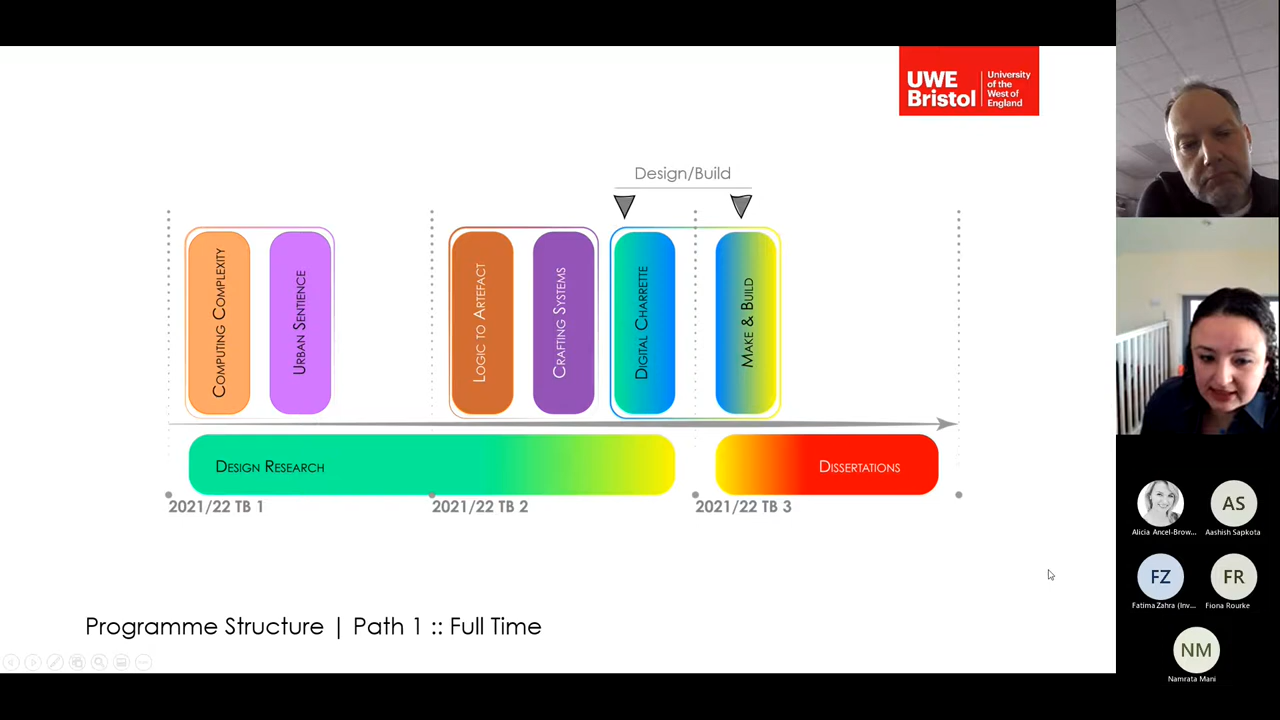 UWE
Bristol
University
of the
West of
England
Design/Build
Computing Complexity
Urban Sentience
Logic to Artefact
Crafting Systems
Digital Charrette
Make & Build
Design Research
Dissertations
2021/22 TB 1
2021/22 TB 2
2021/22 TB 3
Programme Structure | Path 1 :: Full Time
AS
Alicia Ancel-Brow...
Aashish Sapkota
FZ
FR
Fatima Zahra (Inv...
Fiona Rourke
NM
Namrata Mani